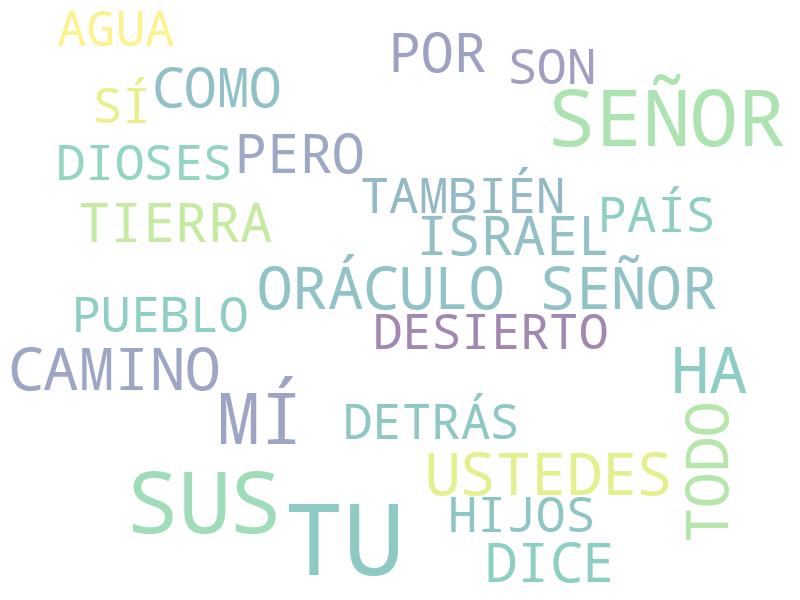 AGUA
POR
SON
COMO
SÍ
SEÑOR
PERO
DIOSES
TAMBIÉN
PAÍS
TIERRA
ISRAEL
ORÁCULO SEÑOR
PUEBLO
DESIERTO
CAMINO
HA
MÍ
DETRÁS
TODO
USTEDES
SUS
TU
HIJOS
DICE